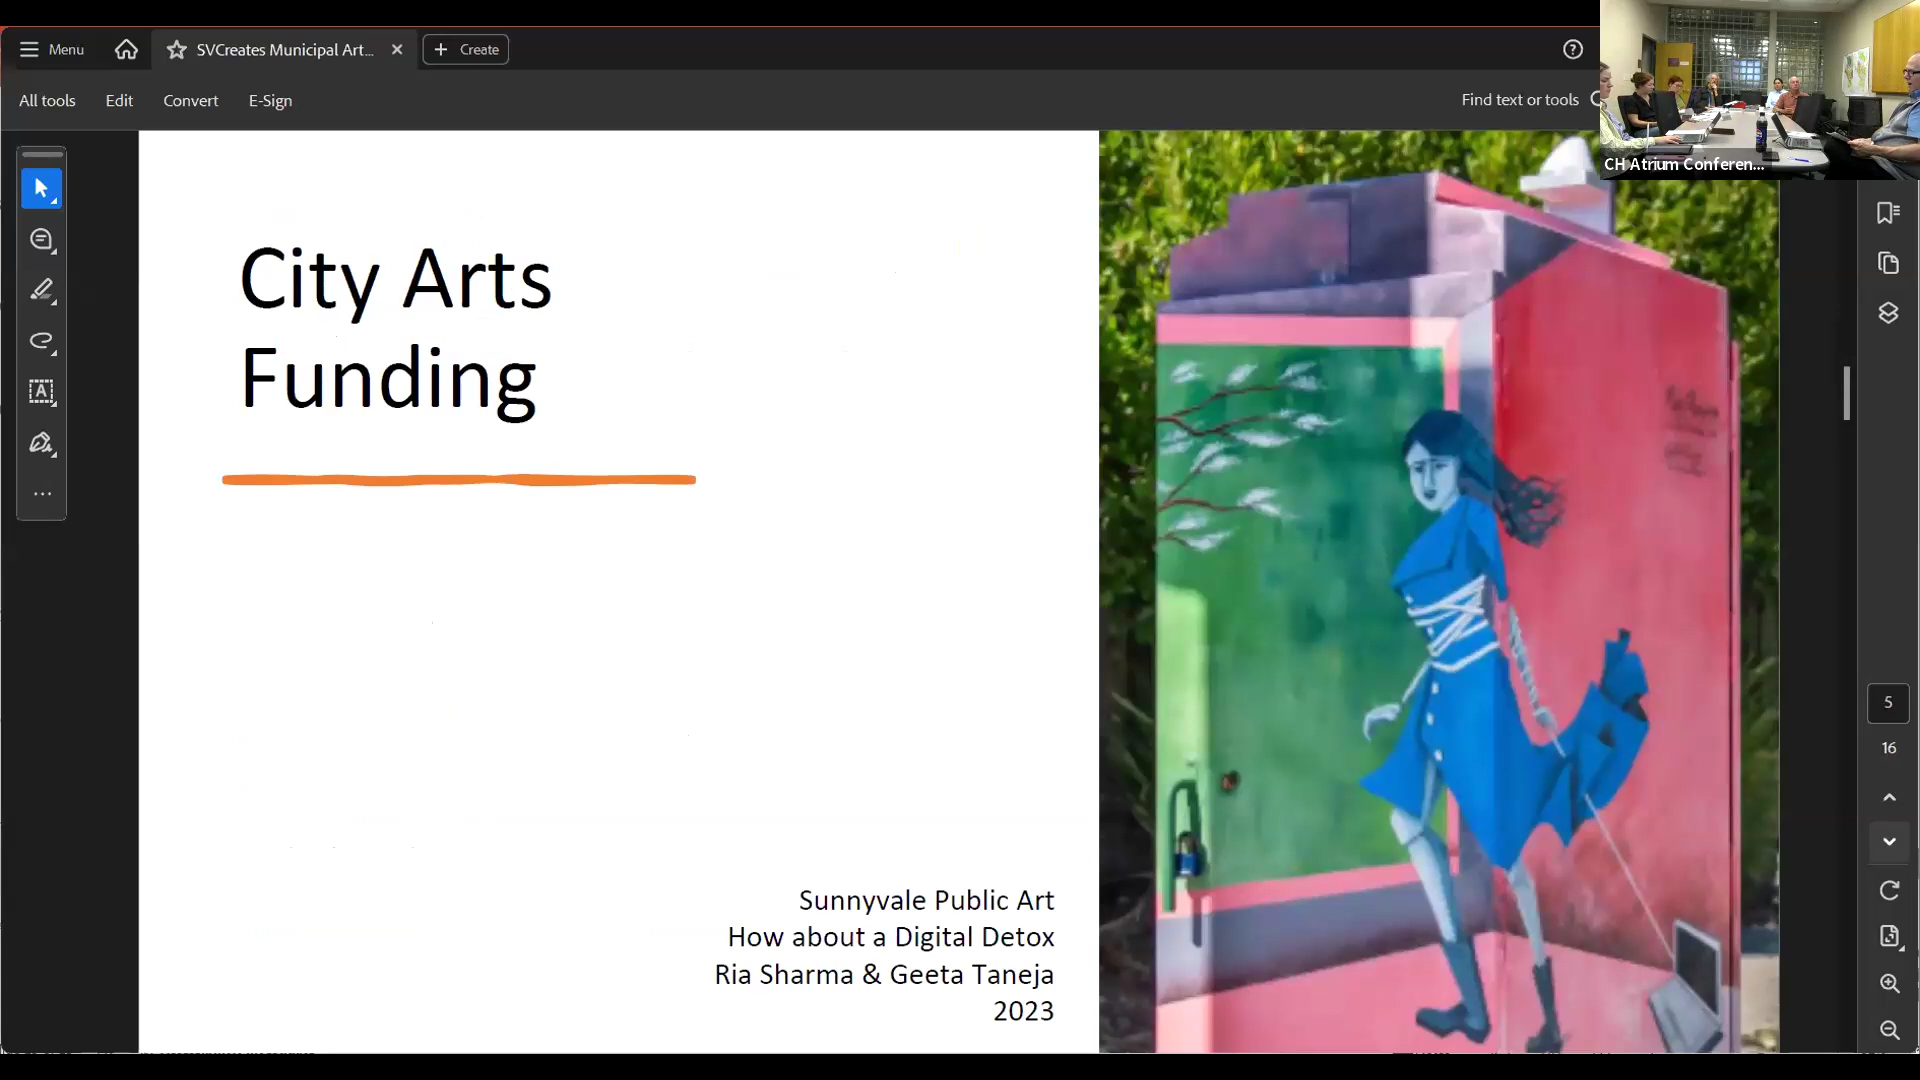 Menu
SVCreates Municipal Art...
Create
All tools
Edit
Convert
E-Sign
Find text or tools
CH Atrium Conferen...
City Arts
Funding
Sunnyvale Public Art
How about a Digital Detox
Ria Sharma & Geeta Taneja
2023
5
16